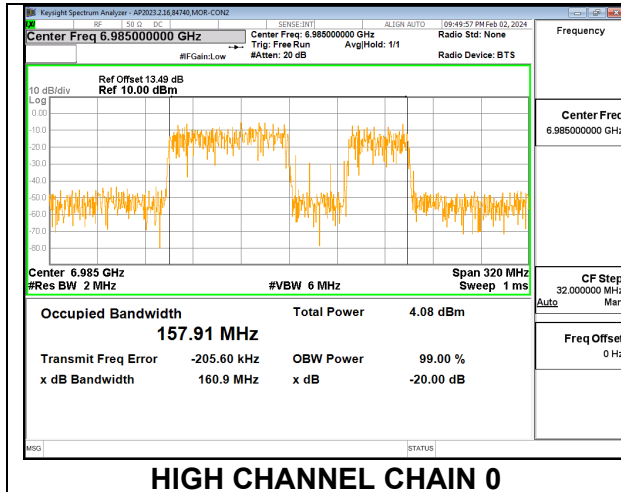 Keysight Spectrum Analyzer - AP2023.2.16,84740,MOR-CON2
RF 50 Ω DC SENSE:INT ALIGN AUTO 09:49:57 PM Feb 02, 2024
Center Freq 6.985000000 GHz
Center Freq: 6.985000000 GHz
Radio Std: None
Trig: Free Run Avg|Hold: 1/1
#IFGain:Low #Atten: 20 dB Radio Device: BTS
Ref Offset 13.49 dB
10 dB/div Ref 10.00 dBm
Log
0.00
-10.0
-20.0
-30.0
-40.0
-50.0
-60.0
-70.0
-80.0
Center 6.985 GHz Span 320 MHz
#Res BW 2 MHz #VBW 6 MHz Sweep 1 ms
Occupied Bandwidth Total Power 4.08 dBm
157.91 MHz
Transmit Freq Error -205.60 kHz OBW Power 99.00 %
x dB Bandwidth 160.9 MHz x dB -20.00 dB
MSG STATUS
Frequency
Center Freq
6.985000000 GHz
CF Step
32.000000 MHz
Auto Man
Freq Offset
0 Hz
HIGH CHANNEL CHAIN 0